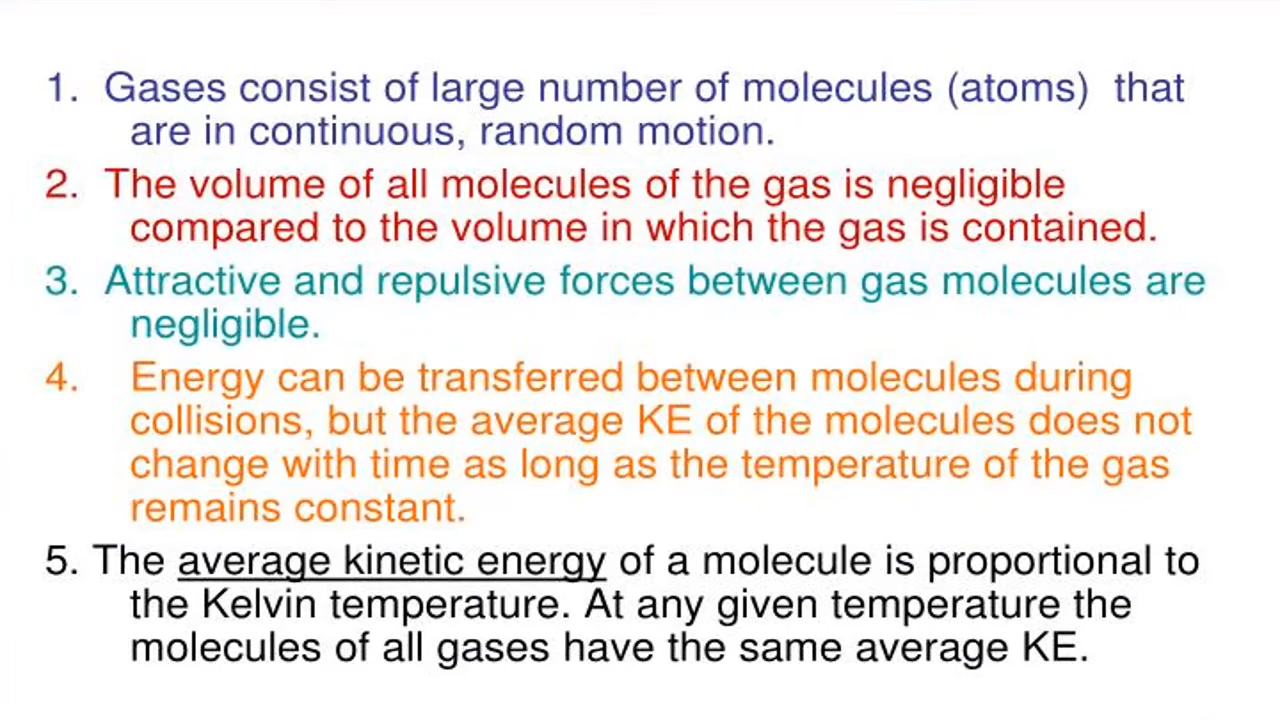 1. Gases consist of large number of molecules (atoms) that
are in continuous, random motion.
2. The volume of all molecules of the gas is negligible
compared to the volume in which the gas is contained.
3. Attractive and repulsive forces between gas molecules are
negligible.
4. Energy can be transferred between molecules during
collisions, but the average KE of the molecules does not
change with time as long as the temperature of the gas
remains constant.
5. The average kinetic energy of a molecule is proportional to
the Kelvin temperature. At any given temperature the
molecules of all gases have the same average KE.